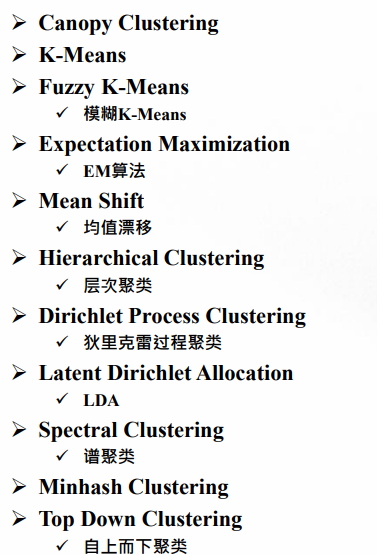 Canopy Clustering
K-Means
Fuzzy K-Means
模糊K-Means
Expectation Maximization
EM算法
Mean Shift
均值漂移
Hierarchical Clustering
层次聚类
Dirichlet Process Clustering
狄里克雷过程聚类
Latent Dirichlet Allocation
LDA
Spectral Clustering
谱聚类
Minhash Clustering
Top Down Clustering
自上而下聚类